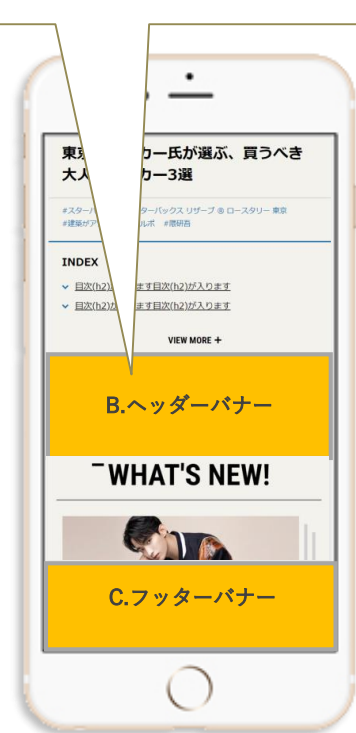 東京 カー氏が選ぶ、買うべき
大人 カー3選
#スターバ ターバックス リザーブ ® ロースタリー 東京
#建築がア ルポ #隈研吾
INDEX
目次(h2) ます目次(h2)が入ります
目次(h2)が ます目次(h2)が入ります
VIEW MORE +
B.ヘッダーバナー
WHAT'S NEW!
C.フッターバナー